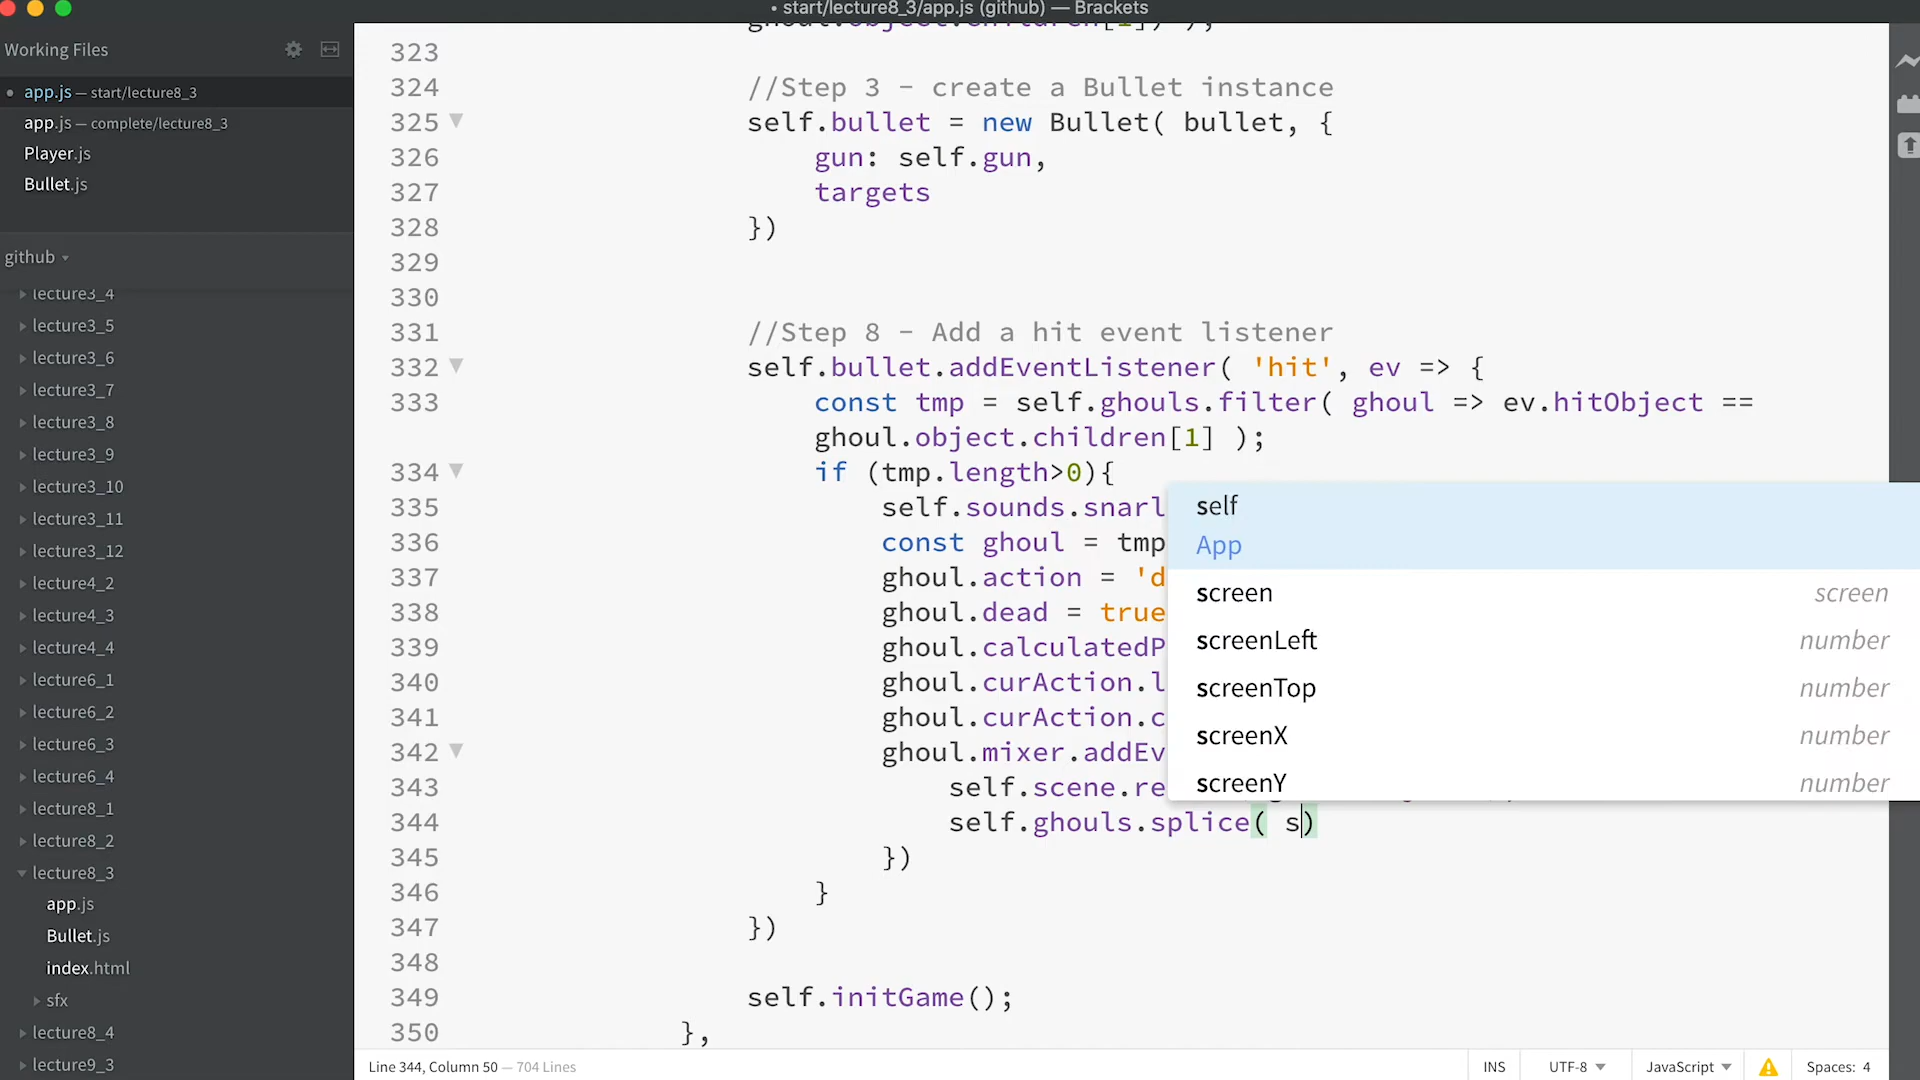 • start/lecture8_3/app.js (github) — Brackets
Working Files
• app.js — start/lecture8_3
app.js — complete/lecture8_3
Player.js
Bullet.js
github
lecture3_4
lecture3_5
lecture3_6
lecture3_7
lecture3_8
lecture3_9
lecture3_10
lecture3_11
lecture3_12
lecture4_2
lecture4_3
lecture4_4
lecture6_1
lecture6_2
lecture6_3
lecture6_4
lecture8_1
lecture8_2
lecture8_3
app.js
Bullet.js
index.html
sfx
lecture8_4
lecture9_3
ghoul.object.children[1]) );
323
324 //Step 3 - create a Bullet instance
325 self.bullet = new Bullet( bullet, {
326 gun: self.gun,
327 targets
328 })
329
330
331 //Step 8 - Add a hit event listener
332 self.bullet.addEventListener( 'hit', ev => {
333 const tmp = self.ghouls.filter( ghoul => ev.hitObject ==
ghoul.object.children[1] );
334 if (tmp.length>0){
335 self.sounds.snarl
336 const ghoul = tmp
337 ghoul.action = 'd
338 ghoul.dead = true
339 ghoul.calculatedP
340 ghoul.curAction.l
341 ghoul.curAction.c
342 ghoul.mixer.addEv
343 self.scene.re
344 self.ghouls.splice( s)
345 })
346 }
347 })
348
349 self.initGame();
350 },
self
App
screen screen
screenLeft number
screenTop number
screenX number
screenY number
Line 344, Column 50 — 704 Lines
INS
UTF-8
JavaScript
Spaces: 4